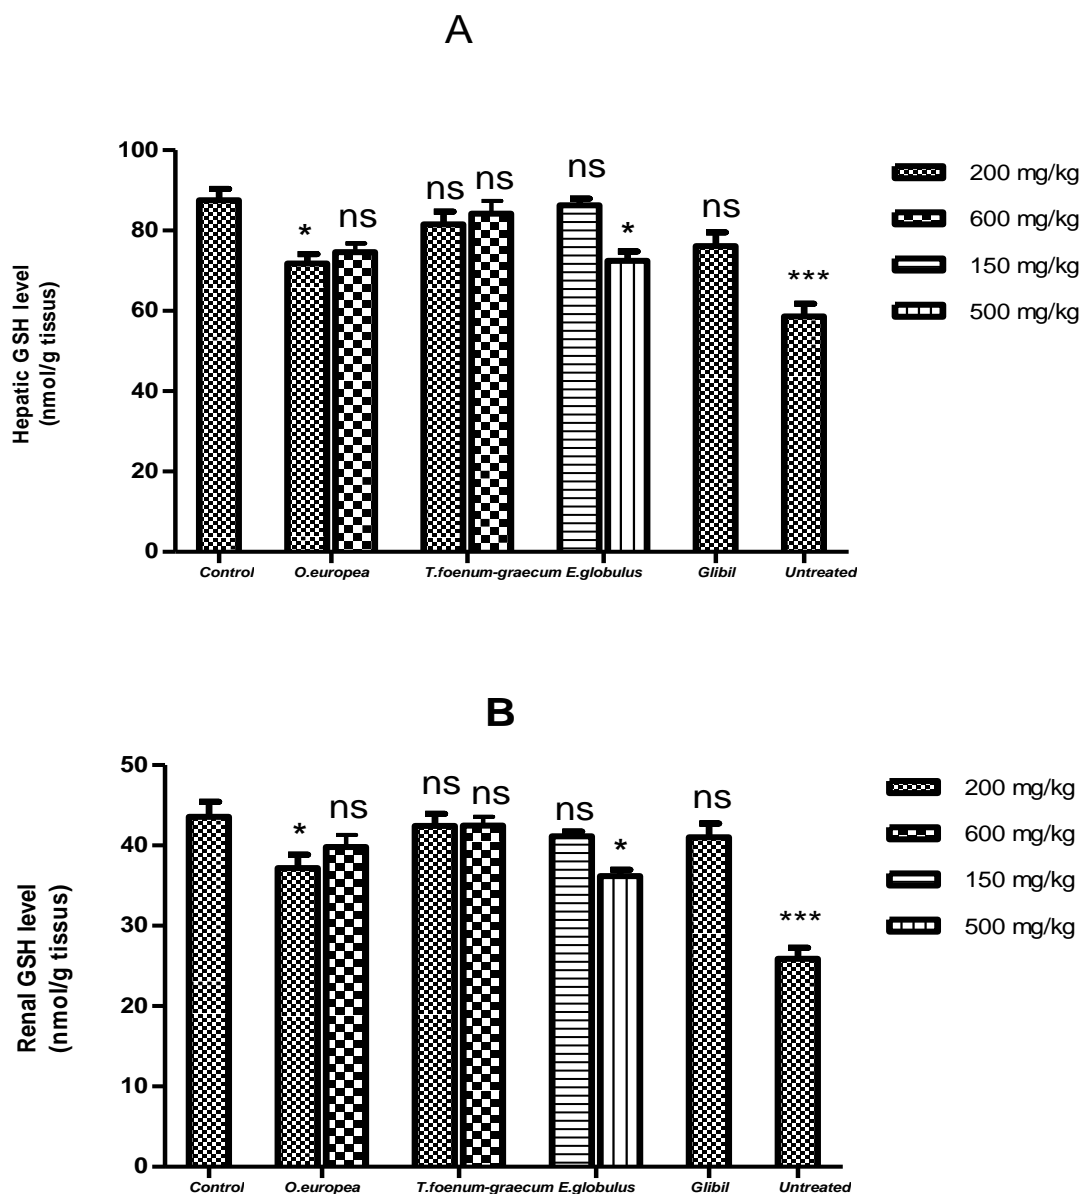 A
Hepatic GSH level
(nmol/g tissus)
100
80
60
40
20
0
*
ns
ns
ns
ns
*
ns
***
Control
O.europea
T.foenum-graecum
E.globulus
Glibil
Untreated
200 mg/kg
600 mg/kg
150 mg/kg
500 mg/kg
B
Renal GSH level
(nmol/g tissus)
50
40
30
20
10
0
*
ns
ns
ns
ns
*
ns
***
Control
O.europea
T.foenum-graecum
E.globulus
Glibil
Untreated
200 mg/kg
600 mg/kg
150 mg/kg
500 mg/kg